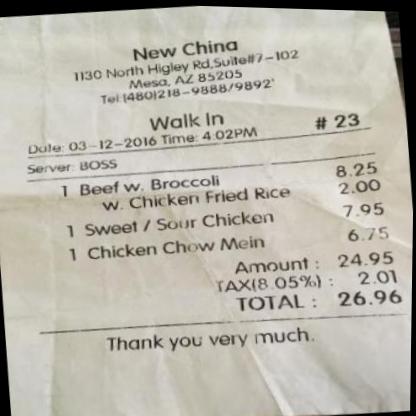 New China
1130 North Higley Rd,Suite#7-102
Mesa, AZ 85205
Tel:(480)218-9888/9892'
Walk In # 23
Date: 03-12-2016 Time: 4:02PM
Server: BOSS
1 Beef w. Broccoli 8.25
w. Chicken Fried Rice 2.00
1 Sweet / Sour Chicken 7.95
1 Chicken Chow Mein 6.75
Amount : 24.95
TAX(8.05%) : 2.01
TOTAL : 26.96
Thank you very much.